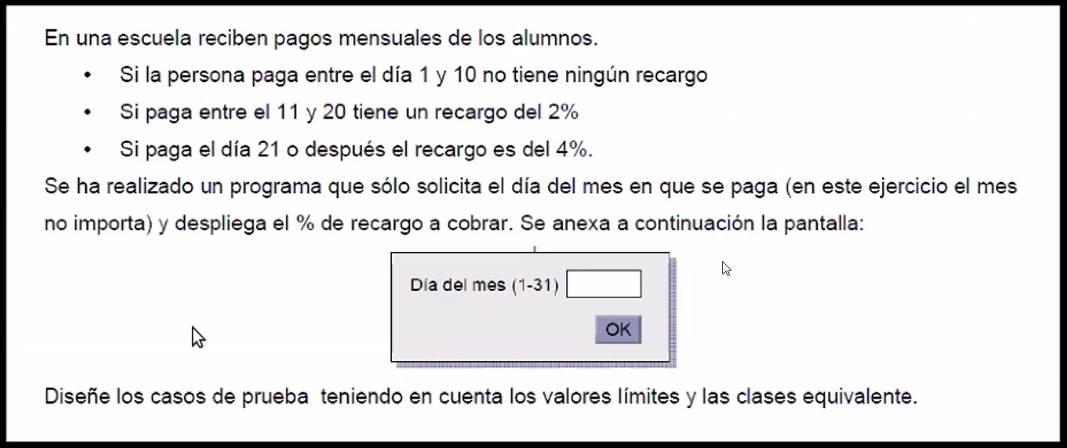 En una escuela reciben pagos mensuales de los alumnos.
• Si la persona paga entre el día 1 y 10 no tiene ningún recargo
• Si paga entre el 11 y 20 tiene un recargo del 2%
• Si paga el día 21 o después el recargo es del 4%.
Se ha realizado un programa que sólo solicita el día del mes en que se paga (en este ejercicio el mes
no importa) y despliega el % de recargo a cobrar. Se anexa a continuación la pantalla:
Día del mes (1-31)
OK
Diseñe los casos de prueba teniendo en cuenta los valores límites y las clases equivalente.